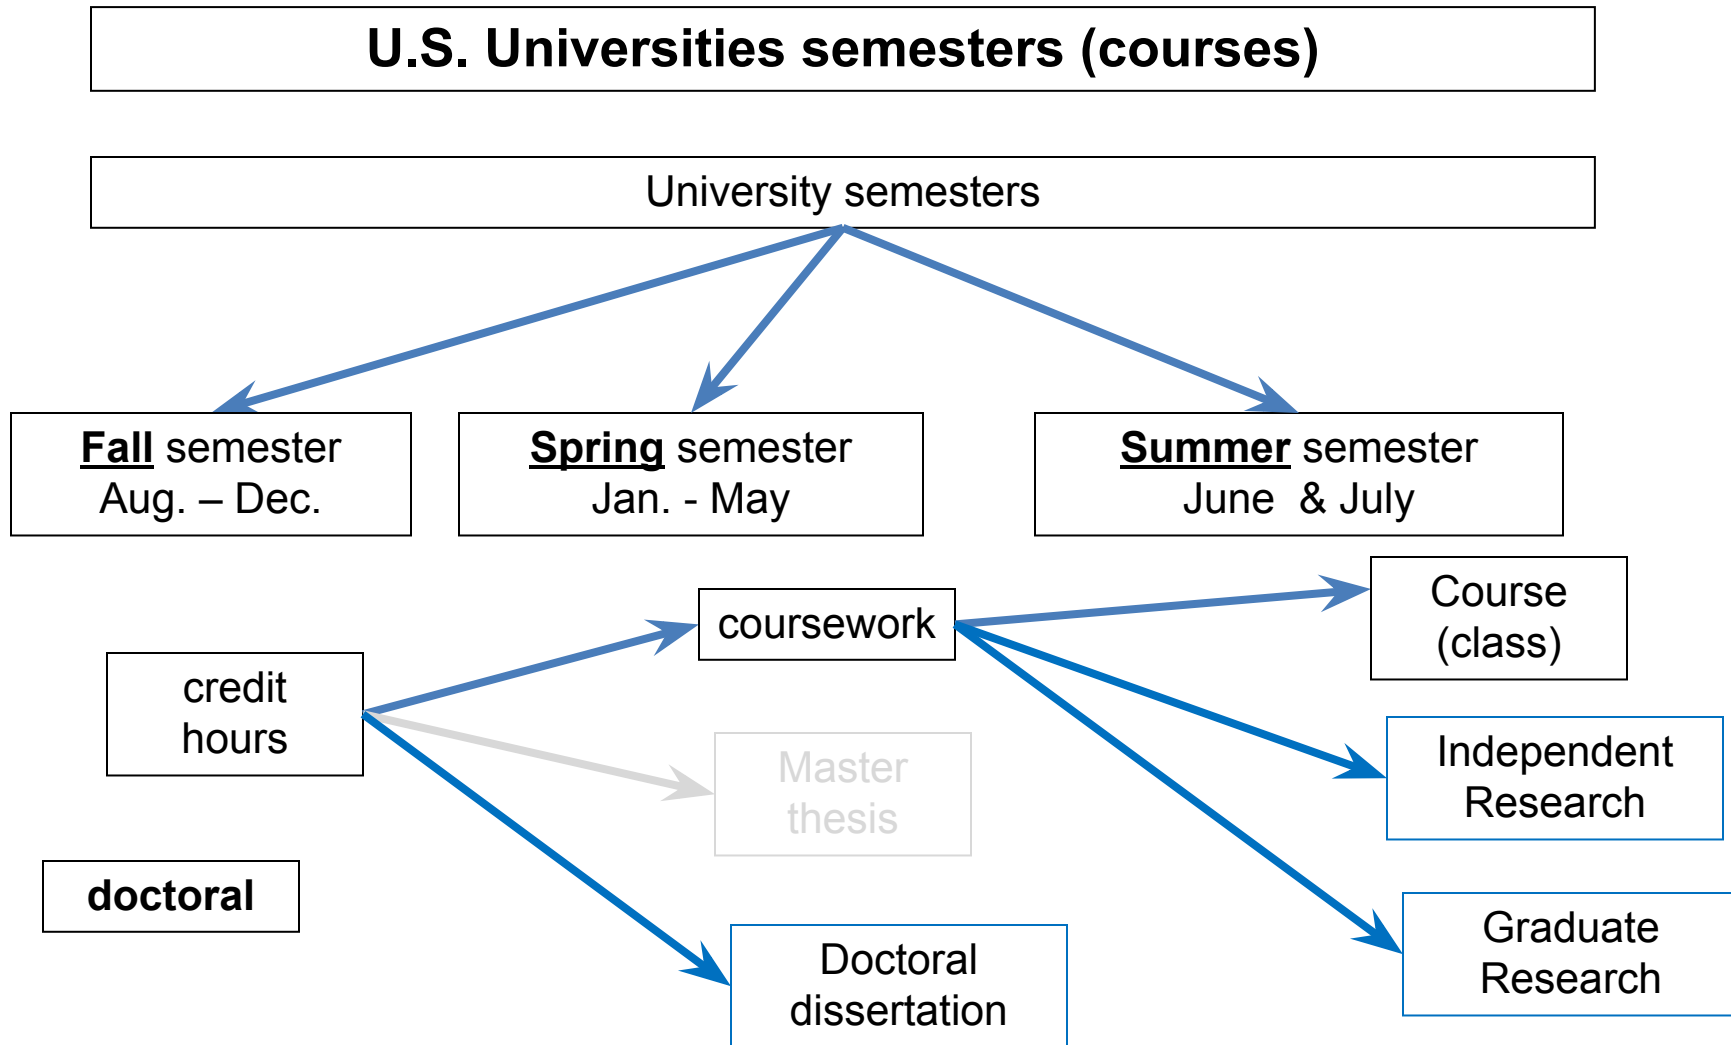 U.S. Universities semesters (courses)
University semesters
Fall semester
Aug. – Dec.
Spring semester
Jan. - May
Summer semester
June  & July
credit
hours
coursework
Course
(class)
Master
thesis
Independent
Research
doctoral
Doctoral
dissertation
Graduate
Research